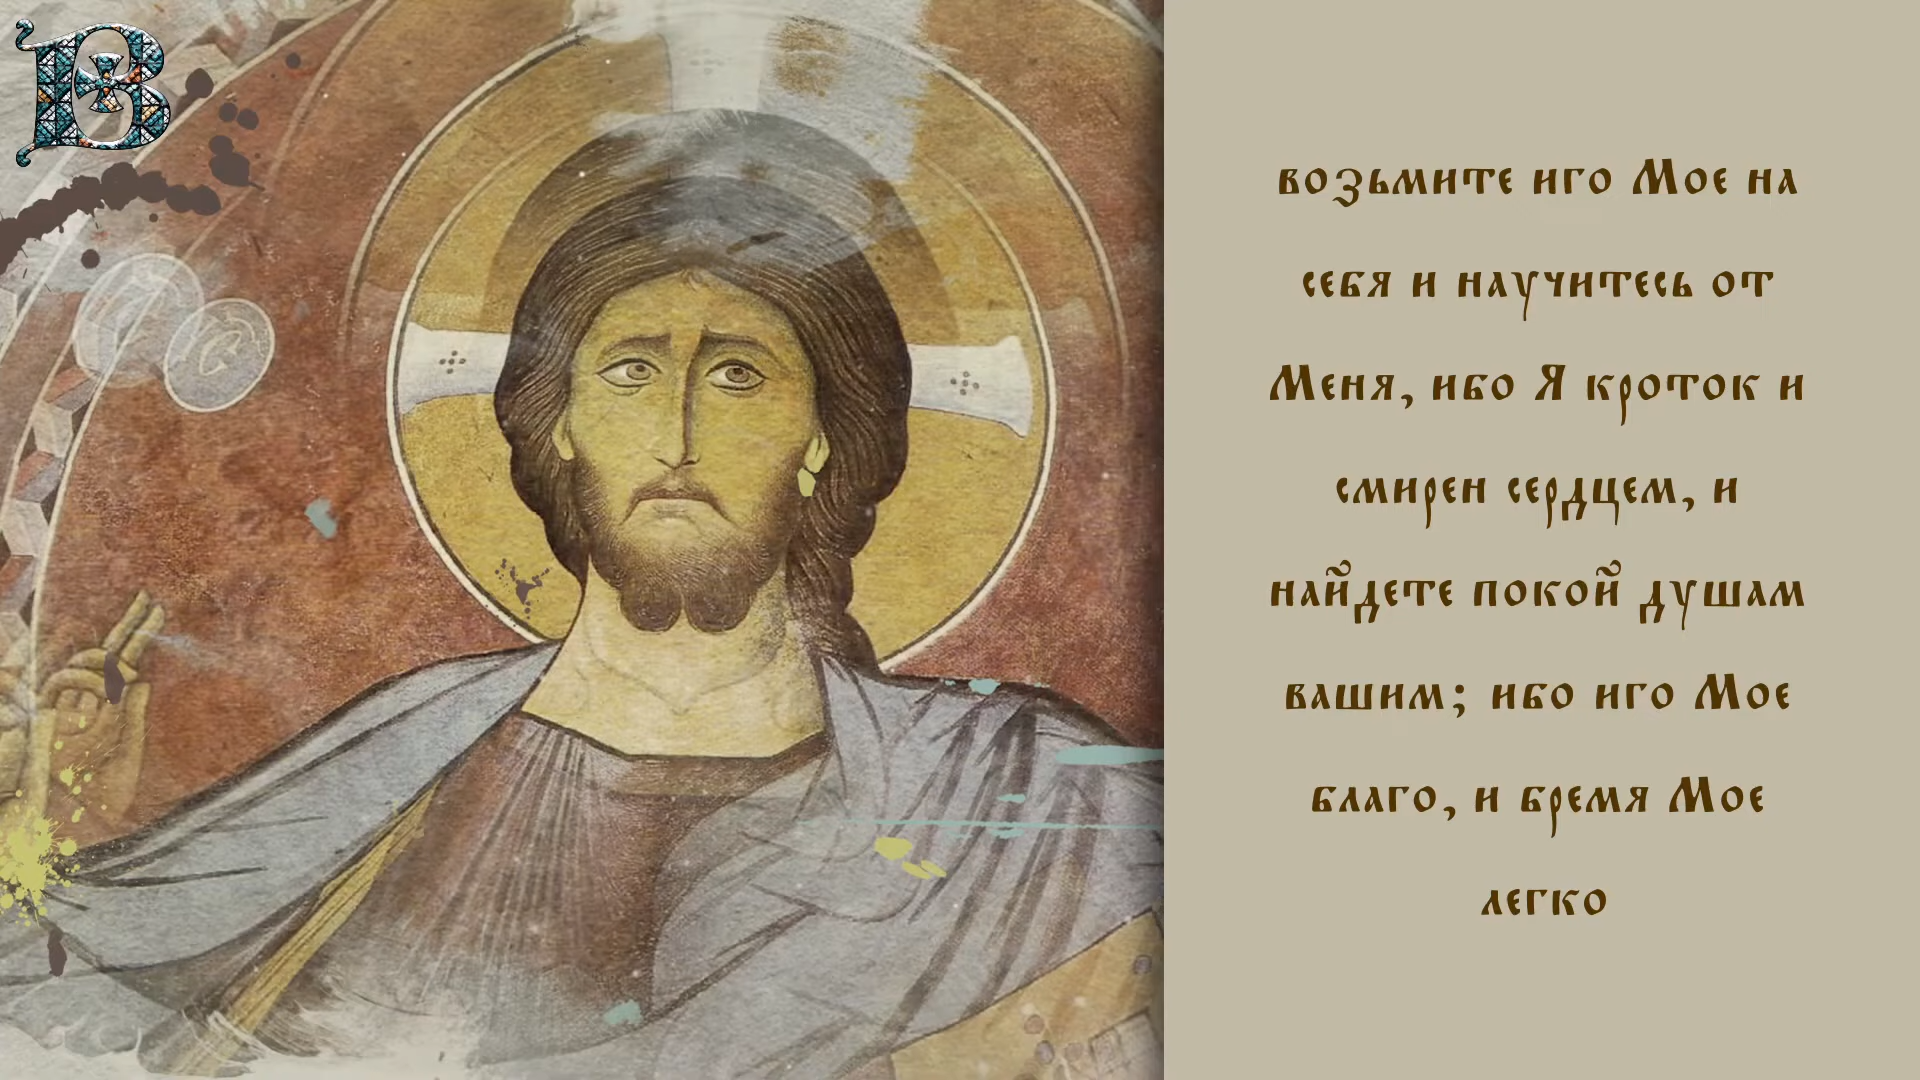 В
IC
возьмите иго Мое на
себя и научитесь от
Меня, ибо Я кроток и
смирен сердцем, и
найдете покой душам
вашим; ибо иго Мое
благо, и бремя Мое
легко